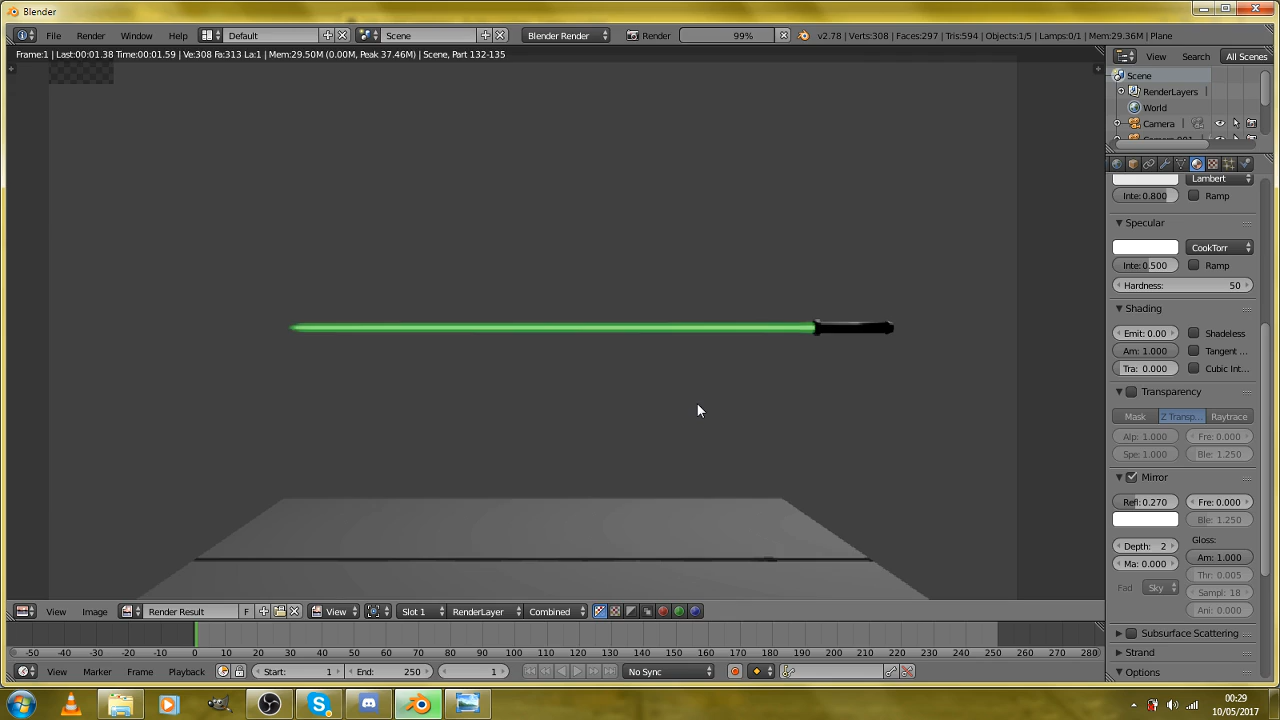 Blender
File Render Window Help Default Scene Blender Render Render 99% v2.78 | Verts:308 | Faces:297 | Tris:594 | Objects:1/5 | Lamps:0/1 | Mem:29.36M | Plane
Frame:1 | Last:00:01.38 Time:00:01.59 | Ve:308 Fa:313 La:1 | Mem:29.50M (0.00M, Peak 37.46M) | Scene, Part 132-135
View Search All Scenes
Scene
RenderLayers
World
Camera
Lambert
Inte:0.800 Ramp
Specular
CookTorr
Inte:0.500 Ramp
Hardness: 50
Shading
Emit: 0.00 Shadeless
Am: 1.000 Tangent ...
Tra: 0.000 Cubic Int...
Transparency
Mask Z Transp... Raytrace
Alp: 1.000 Fre: 0.000
Spe: 1.000 Ble: 1.250
Mirror
Refl:0.270 Fre: 0.000
Ble: 1.250
Depth: 2 Gloss:
Ma: 0.000 Am: 1.000
Fad Sky Thr: 0.005
Sampl: 18
Ani: 0.000
Subsurface Scattering
Strand
Options
View Image Render Result F View Slot 1 RenderLayer Combined
-50 -40 -30 -20 -10 0 10 20 30 40 50 60 70 80 90 100 110 120 130 140 150 160 170 180 190 200 210 220 230 240 250 260 270 280
View Marker Frame Playback Start: 1 End: 250 1 No Sync
00:29
10/05/2017